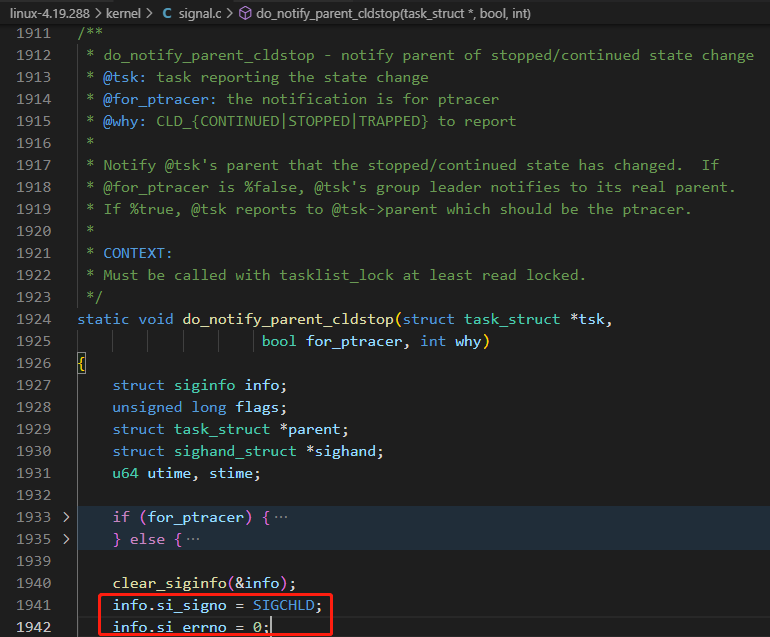 linux-4.19.288 > kernel > C signal.c > do_notify_parent_cldstop(task_struct *, bool, int)
1911 /**
1912  * do_notify_parent_cldstop - notify parent of stopped/continued state change
1913  * @tsk: task reporting the state change
1914  * @for_ptracer: the notification is for ptracer
1915  * @why: CLD_{CONTINUED|STOPPED|TRAPPED} to report
1916  *
1917  * Notify @tsk's parent that the stopped/continued state has changed.  If
1918  * @for_ptracer is %false, @tsk's group leader notifies to its real parent.
1919  * If %true, @tsk reports to @tsk->parent which should be the ptracer.
1920  *
1921  * CONTEXT:
1922  * Must be called with tasklist_lock at least read locked.
1923  */
1924 static void do_notify_parent_cldstop(struct task_struct *tsk,
1925                      bool for_ptracer, int why)
1926 {
1927     struct siginfo info;
1928     unsigned long flags;
1929     struct task_struct *parent;
1930     struct sighand_struct *sighand;
1931     u64 utime, stime;
1932
1933 >   if (for_ptracer) {···
1935 >   } else {···
1939
1940     clear_siginfo(&info);
1941     info.si_signo = SIGCHLD;
1942     info.si_errno = 0;